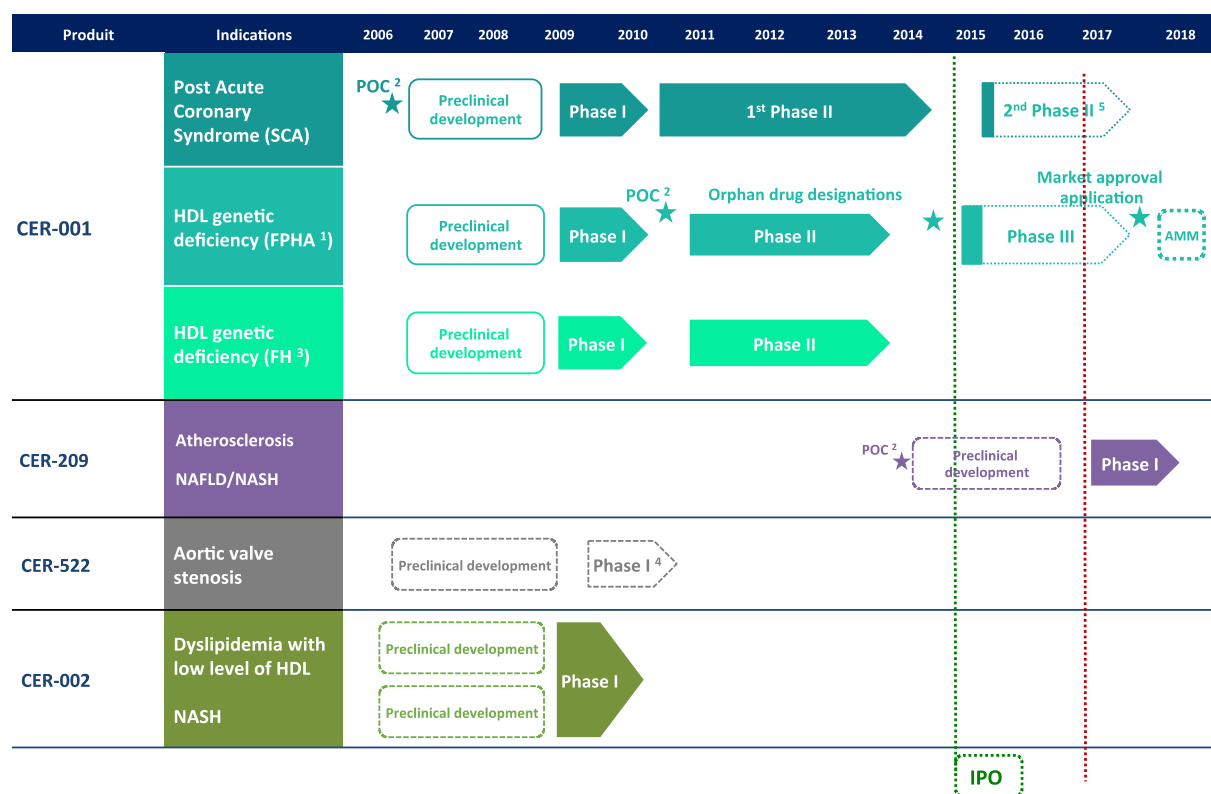 Produit Indications 2006 2007 2008 2009 2010 2011 2012 2013 2014 2015 2016 2017 2018
CER-001
Post Acute
Coronary
Syndrome (SCA)
POC 2
Preclinical
development
Phase I
1st Phase II
2nd Phase II 5
HDL genetic
deficiency (FPHA 1)
Preclinical
development
Phase I
POC 2
Orphan drug designations
Phase II
Market approval
application
Phase III
AMM
HDL genetic
deficiency (FH 3)
Preclinical
development
Phase I
Phase II
CER-209
Atherosclerosis
NAFLD/NASH
POC 2
Preclinical
development
Phase I
CER-522
Aortic valve
stenosis
Preclinical development
Phase I 4
CER-002
Dyslipidemia with
low level of HDL
NASH
Preclinical development
Preclinical development
Phase I
IPO